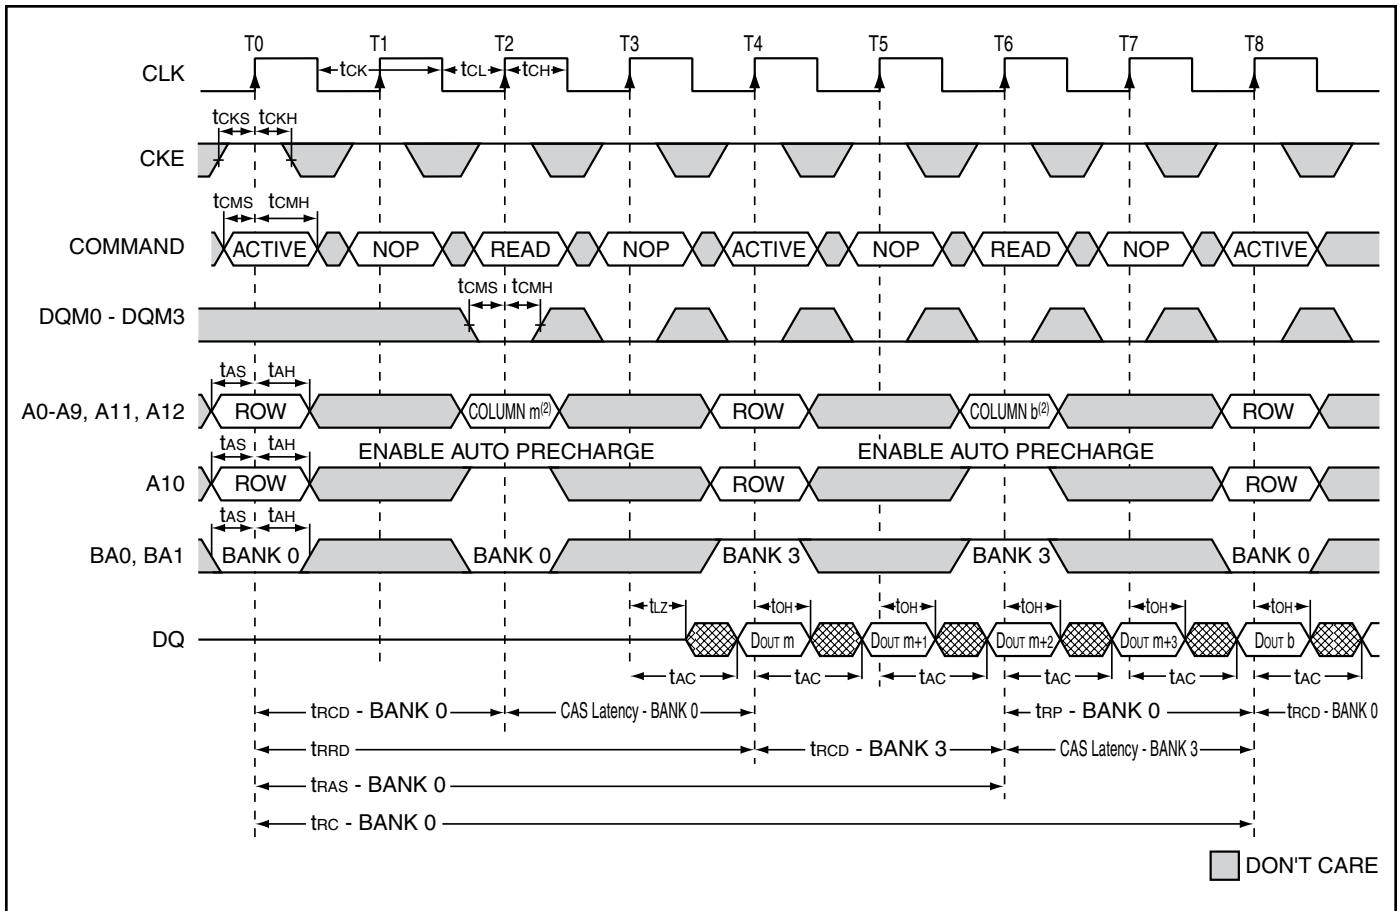 T0 T1 T2 T3 T4 T5 T6 T7 T8
CLK tCK tCL tCH
tCKS tCKH
CKE
tCMS tCMH
COMMAND ACTIVE NOP READ NOP ACTIVE NOP READ NOP ACTIVE
tCMS tCMH
DQM0 - DQM3
tAS tAH
A0-A9, A11, A12 ROW COLUMN m(2) ROW COLUMN b(2) ROW
tAS tAH ENABLE AUTO PRECHARGE ENABLE AUTO PRECHARGE
A10 ROW ROW ROW
tAS tAH
BA0, BA1 BANK 0 BANK 0 BANK 3 BANK 3 BANK 0
tLZ tOH tOH tOH tOH tOH
DQ DOUT m DOUT m+1 DOUT m+2 DOUT m+3 DOUT b
tAC tAC tAC tAC tAC tAC
tRCD - BANK 0 CAS Latency - BANK 0 tRP - BANK 0 tRCD - BANK 0
tRRD tRCD - BANK 3 CAS Latency - BANK 3
tRAS - BANK 0
tRC - BANK 0
DON'T CARE